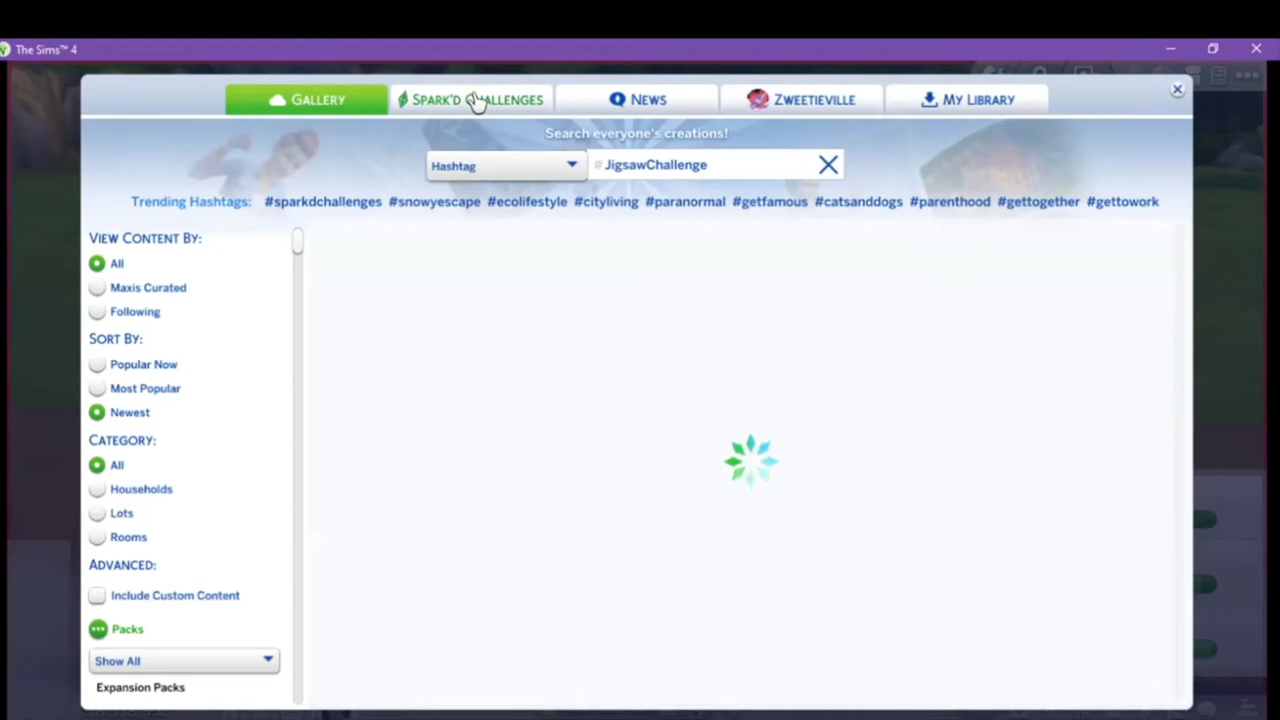 The Sims™ 4
GALLERY
SPARK'D CHALLENGES
NEWS
ZWEETIEVILLE
MY LIBRARY
Search everyone's creations!
Hashtag
#JigsawChallenge
Trending Hashtags: #sparkdchallenges #snowyescape #ecolifestyle #cityliving #paranormal #getfamous #catsanddogs #parenthood #gettogether #gettowork
VIEW CONTENT BY:
All
Maxis Curated
Following
SORT BY:
Popular Now
Most Popular
Newest
CATEGORY:
All
Households
Lots
Rooms
ADVANCED:
Include Custom Content
Packs
Show All
Expansion Packs